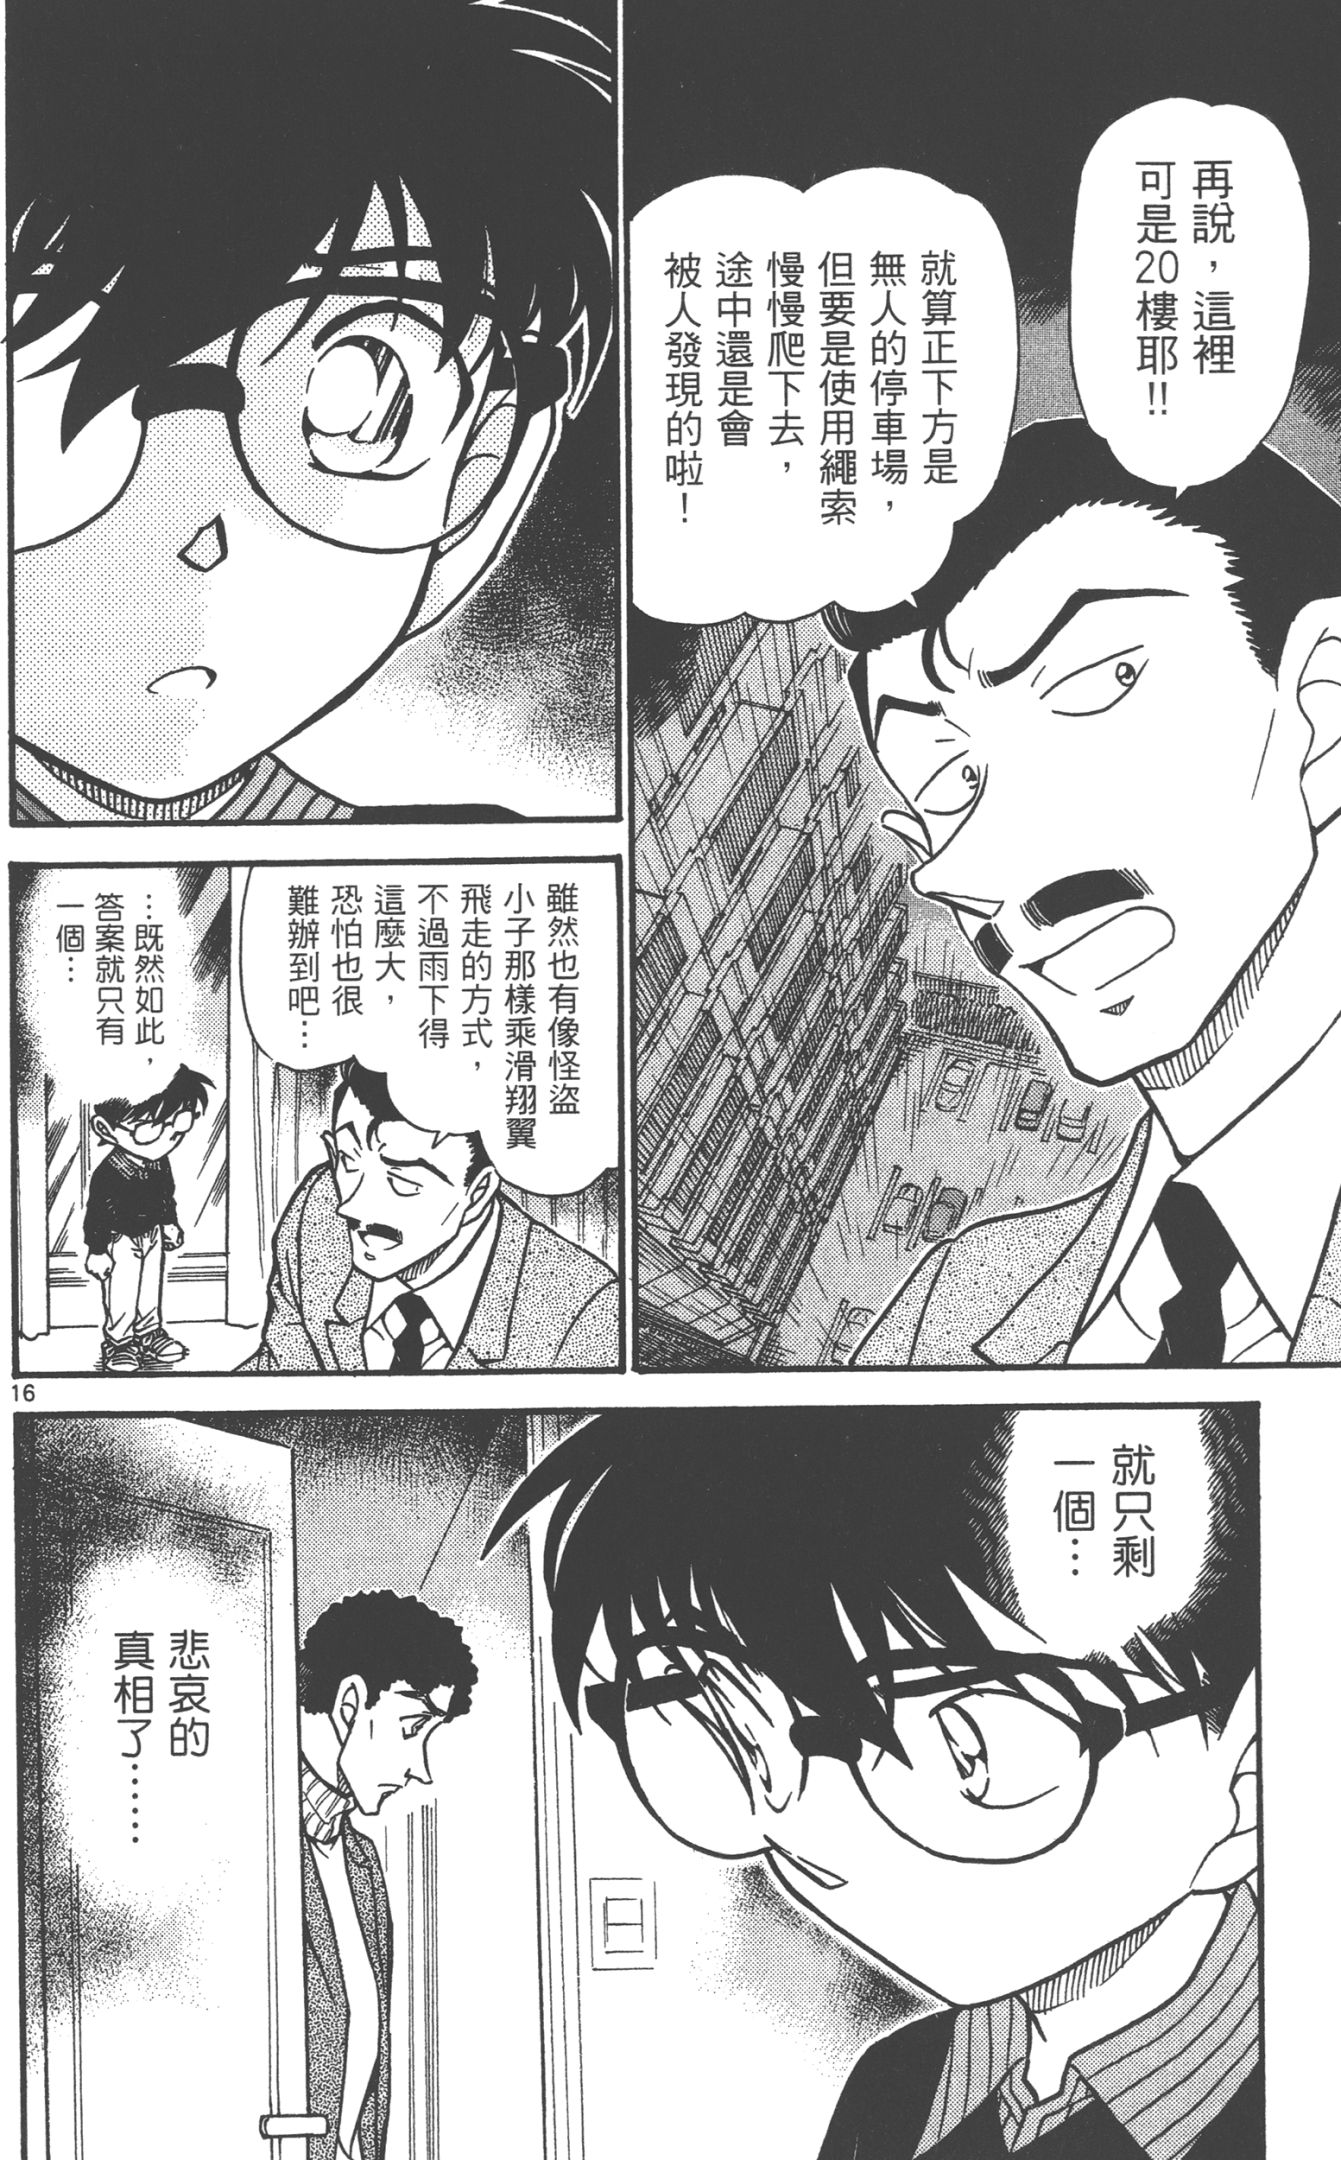 再說，這裡
可是20樓耶!!
就算正下方是
無人的停車場，
但要是使用繩索
慢慢爬下去，
途中還是會
被人發現的啦！
雖然也有像怪盜
小子那樣乘滑翔翼
飛走的方式，
不過雨下得
這麼大，
恐怕也很
難辦到吧…
…既然如此，
答案就只有
一個…
16
就只剩
一個…
悲哀的
真相了……